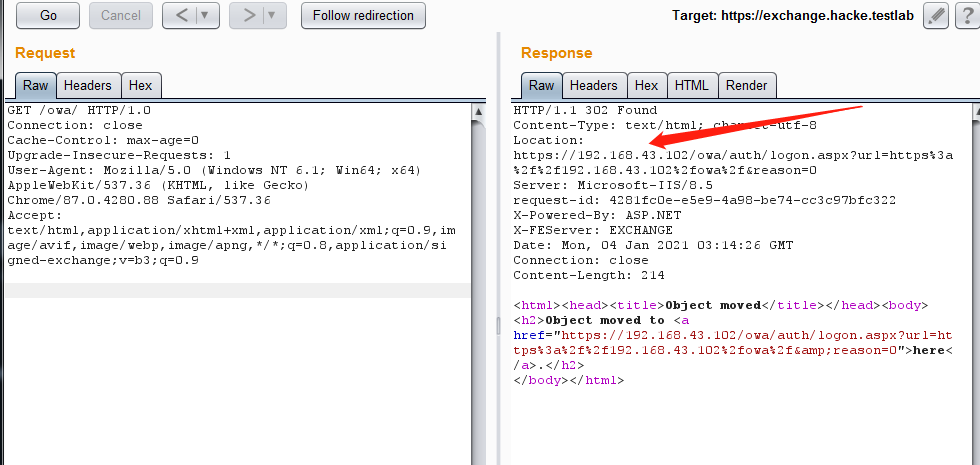 Go
Cancel
<
>
Follow redirection
Target: https://exchange.hacke.testlab
?
Request
Raw
Headers
Hex
GET /owa/ HTTP/1.0
Connection: close
Cache-Control: max-age=0
Upgrade-Insecure-Requests: 1
User-Agent: Mozilla/5.0 (Windows NT 6.1; Win64; x64)
AppleWebKit/537.36 (KHTML, like Gecko)
Chrome/87.0.4280.88 Safari/537.36
Accept:
text/html,application/xhtml+xml,application/xml;q=0.9,im
age/avif,image/webp,image/apng,*/*;q=0.8,application/si
gned-exchange;v=b3;q=0.9
Response
Raw
Headers
Hex
HTML
Render
HTTP/1.1 302 Found
Content-Type: text/html; charset=utf-8
Location:
https://192.168.43.102/owa/auth/logon.aspx?url=https%3a
%2f%2f192.168.43.102%2fowa%2f&reason=0
Server: Microsoft-IIS/8.5
request-id: 4281fc0e-e5e9-4a98-be74-cc3c97bfc322
X-Powered-By: ASP.NET
X-FEServer: EXCHANGE
Date: Mon, 04 Jan 2021 03:14:26 GMT
Connection: close
Content-Length: 214
<html><head><title>Object moved</title></head><body>
<h2>Object moved to <a
href="https://192.168.43.102/owa/auth/logon.aspx?url=ht
tps%3a%2f%2f192.168.43.102%2fowa%2f&amp;reason=0">here<
/a>.</h2>
</body></html>